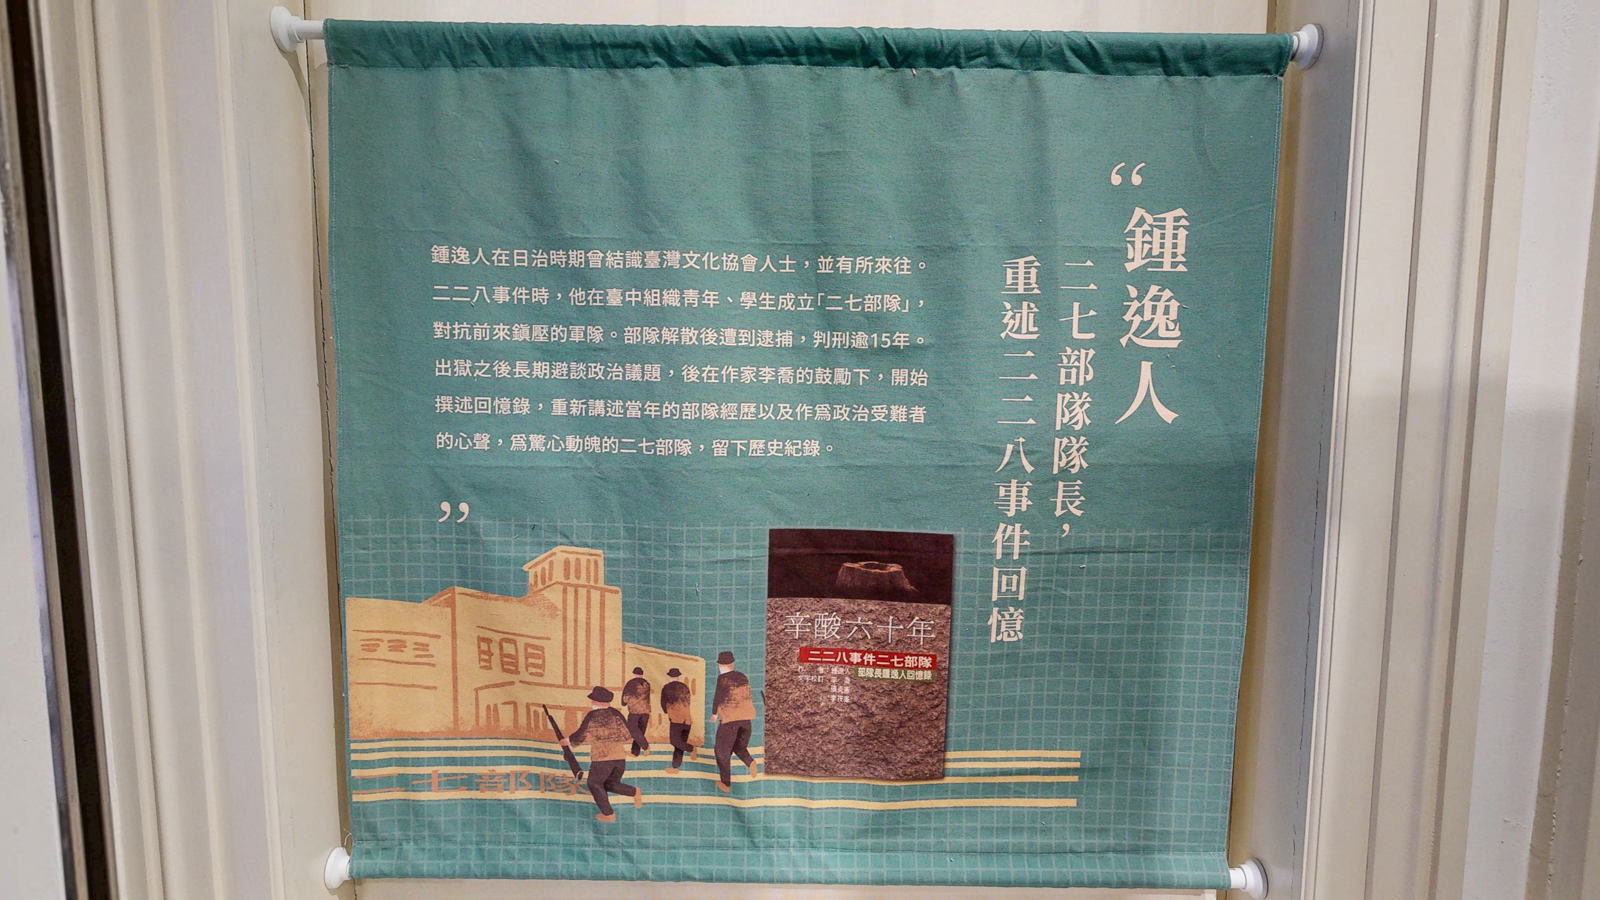 “
鍾逸人
二七部隊隊長，
重述二二八事件回憶
鍾逸人在日治時期曾結識臺灣文化協會人士，並有所來往。
二二八事件時，他在臺中組織靑年、學生成立「二七部隊」，
對抗前來鎭壓的軍隊。部隊解散後遭到逮捕，判刑逾15年。
出獄之後長期避談政治議題，後在作家李喬的鼓勵下，開始
撰述回憶錄，重新講述當年的部隊經歷以及作爲政治受難者
的心聲，爲驚心動魄的二七部隊，留下歷史紀錄。
”
辛酸六十年
二二八事件二七部隊
部隊長鍾逸人回憶錄
二七部隊